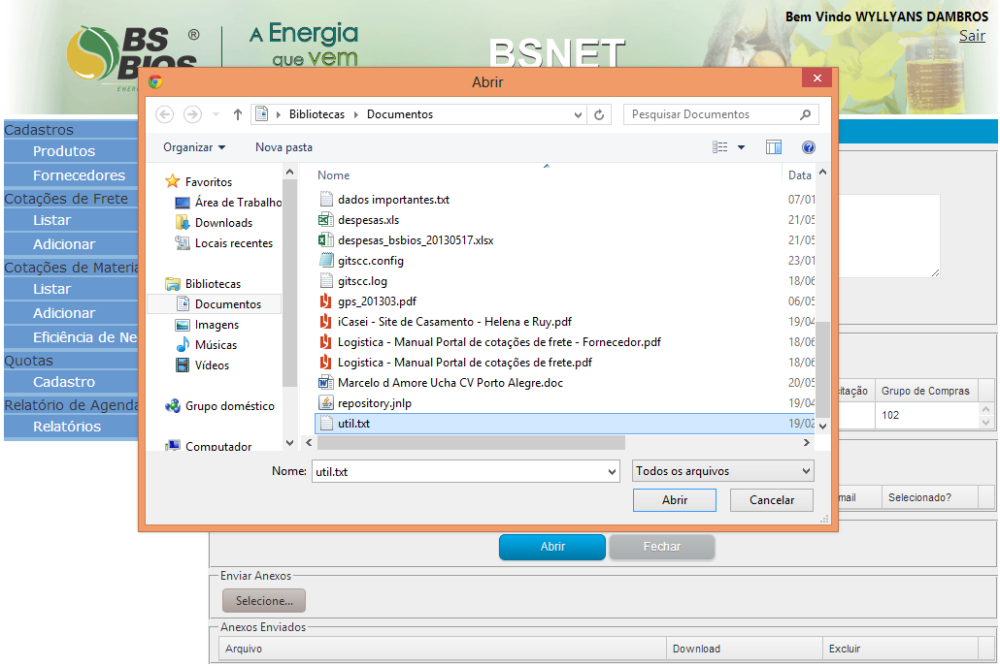 Bem Vindo WYLLYANS DAMBROS
Sair
BS BIOS ®
A Energia
que vem
BSNET
Cadastros
Produtos
Fornecedores
Cotações de Frete
Listar
Adicionar
Cotações de Materia
Listar
Adicionar
Eficiência de Ne
Quotas
Cadastro
Relatório de Agenda
Relatórios
Abrir
Bibliotecas
Documentos
Pesquisar Documentos
Organizar
Nova pasta
Favoritos
Área de Trabalho
Downloads
Locais recentes
Bibliotecas
Documentos
Imagens
Músicas
Vídeos
Grupo doméstico
Computador
Nome Data
dados importantes.txt 07/01
despesas.xls 21/05
despesas_bsbios_20130517.xlsx 21/05
gitscc.config 23/01
gitscc.log 18/06
gps_201303.pdf 06/05
iCasei - Site de Casamento - Helena e Ruy.pdf 19/04
Logistica - Manual Portal de cotações de frete - Fornecedor.pdf 18/06
Logistica - Manual Portal de cotações de frete.pdf 18/06
Marcelo d Amore Ucha CV Porto Alegre.doc 20/05
repository.jnlp 19/04
util.txt 19/02
Nome: util.txt Todos os arquivos
Abrir Cancelar
itação Grupo de Compras
102
mail Selecionado?
Abrir Fechar
Enviar Anexos
Selecione...
Anexos Enviados
Arquivo Download Excluir